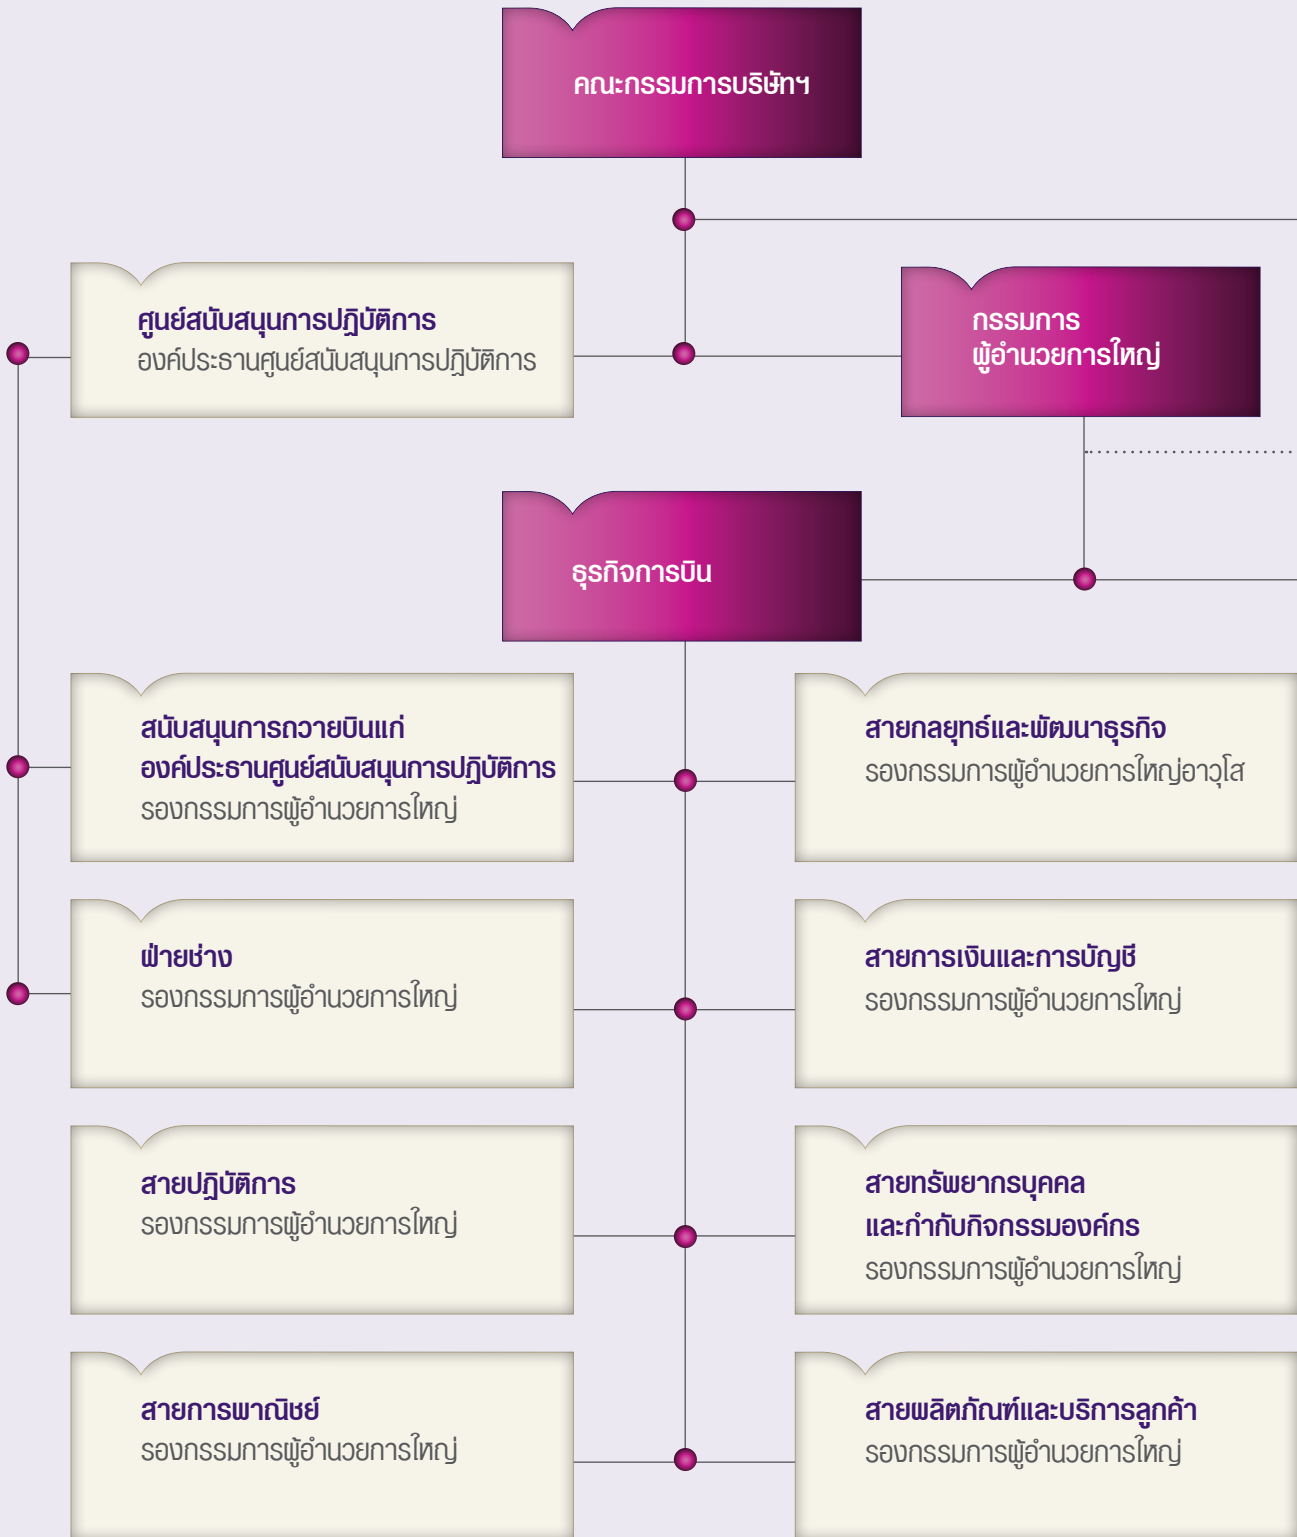 คณะกรรมการบริษัทฯ
ศูนย์สนับสนุนการปฏิบัติการ
องค์ประธานศูนย์สนับสนุนการปฏิบัติการ
กรรมการ
ผู้อำนวยการใหญ่
ธุรกิจการบิน
สนับสนุนการถวายบินแก่
องค์ประธานศูนย์สนับสนุนการปฏิบัติการ
รองกรรมการผู้อำนวยการใหญ่
สายกลยุทธ์และพัฒนาธุรกิจ
รองกรรมการผู้อำนวยการใหญ่อาวุโส
ฝ่ายช่าง
รองกรรมการผู้อำนวยการใหญ่
สายการเงินและการบัญชี
รองกรรมการผู้อำนวยการใหญ่
สายปฏิบัติการ
รองกรรมการผู้อำนวยการใหญ่
สายทรัพยากรบุคคล
และกำกับกิจกรรมองค์กร
รองกรรมการผู้อำนวยการใหญ่
สายการพาณิชย์
รองกรรมการผู้อำนวยการใหญ่
สายผลิตภัณฑ์และบริการลูกค้า
รองกรรมการผู้อำนวยการใหญ่